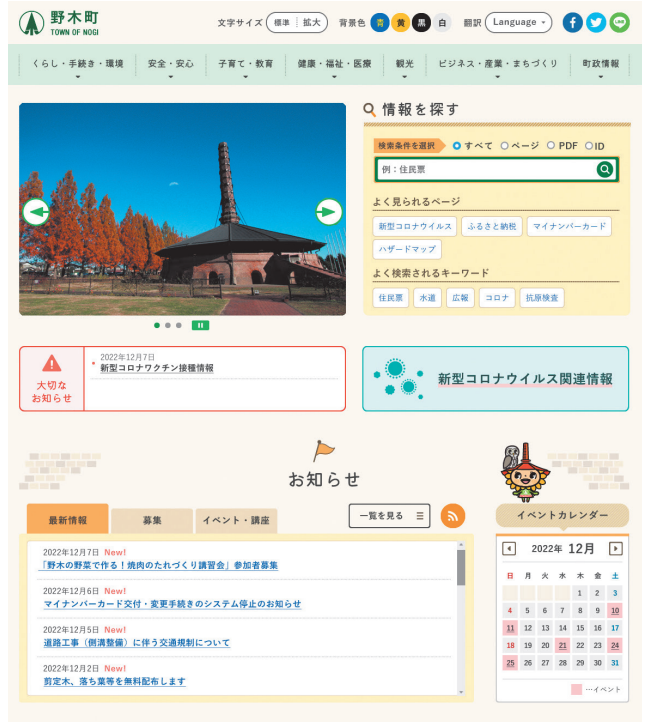 野木町
TOWN OF NOGI
文字サイズ 標準 拡大 背景色 青 黄 黒 白 翻訳 Language
f LINE
くらし・手続き・環境 安全・安心 子育て・教育 健康・福祉・医療 観光 ビジネス・産業・まちづくり 町政情報
情報を探す
検索条件を選択 すべて ページ PDF ID
例：住民票
よく見られるページ
新型コロナウイルス ふるさと納税 マイナンバーカード
ハザードマップ
よく検索されるキーワード
住民票 水道 広報 コロナ 抗原検査
大切な
お知らせ
2022年12月7日
新型コロナワクチン接種情報
新型コロナウイルス関連情報
お知らせ
最新情報 募集 イベント・講座 一覧を見る
2022年12月7日 New!
「野木の野菜で作る！焼肉のたれづくり講習会」参加者募集
2022年12月6日 New!
マイナンバーカード交付・変更手続きのシステム停止のお知らせ
2022年12月5日 New!
道路工事（側溝整備）に伴う交通規制について
2022年12月2日 New!
剪定木、落ち葉等を無料配布します
イベントカレンダー
2022年 12月
日 月 火 水 木 金 土
1 2 3
4 5 6 7 8 9 10
11 12 13 14 15 16 17
18 19 20 21 22 23 24
25 26 27 28 29 30 31
…イベント